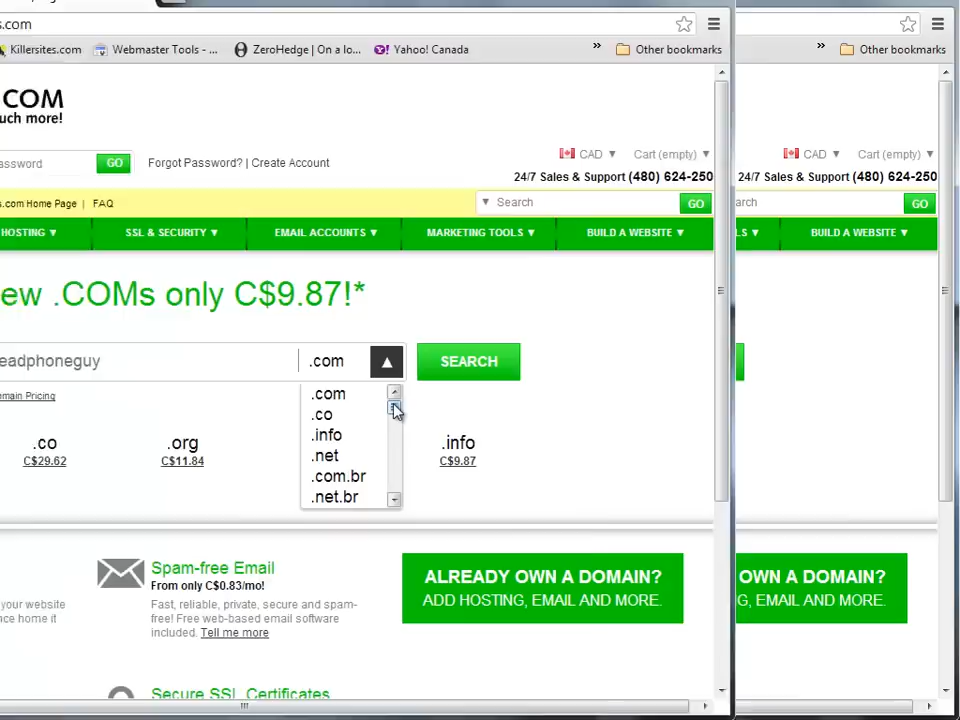 s.com
Killersites.com
Webmaster Tools - ...
ZeroHedge | On a lo...
Yahoo! Canada
»
Other bookmarks
»
Other bookmarks
.COM
uch more!
assword
GO
Forgot Password? | Create Account
CAD ▼
Cart (empty) ▼
CAD ▼
Cart (empty) ▼
24/7 Sales & Support (480) 624-250
24/7 Sales & Support (480) 624-250
s.com Home Page | FAQ
▼ Search
GO
arch
GO
HOSTING ▼
SSL & SECURITY ▼
EMAIL ACCOUNTS ▼
MARKETING TOOLS ▼
BUILD A WEBSITE ▼
LS ▼
BUILD A WEBSITE ▼
ew .COMs only C$9.87!*
eadphoneguy
.com
▲
SEARCH
main Pricing
.com
.co
.info
.net
.com.br
.net.br
.co
C$29.62
.org
C$11.84
.info
C$9.87
your website
nce home it
Spam-free Email
From only C$0.83/mo!
Fast, reliable, private, secure and spam-
free! Free web-based email software
included. Tell me more
ALREADY OWN A DOMAIN?
ADD HOSTING, EMAIL AND MORE.
OWN A DOMAIN?
G, EMAIL AND MORE.
Secure SSL Certificates